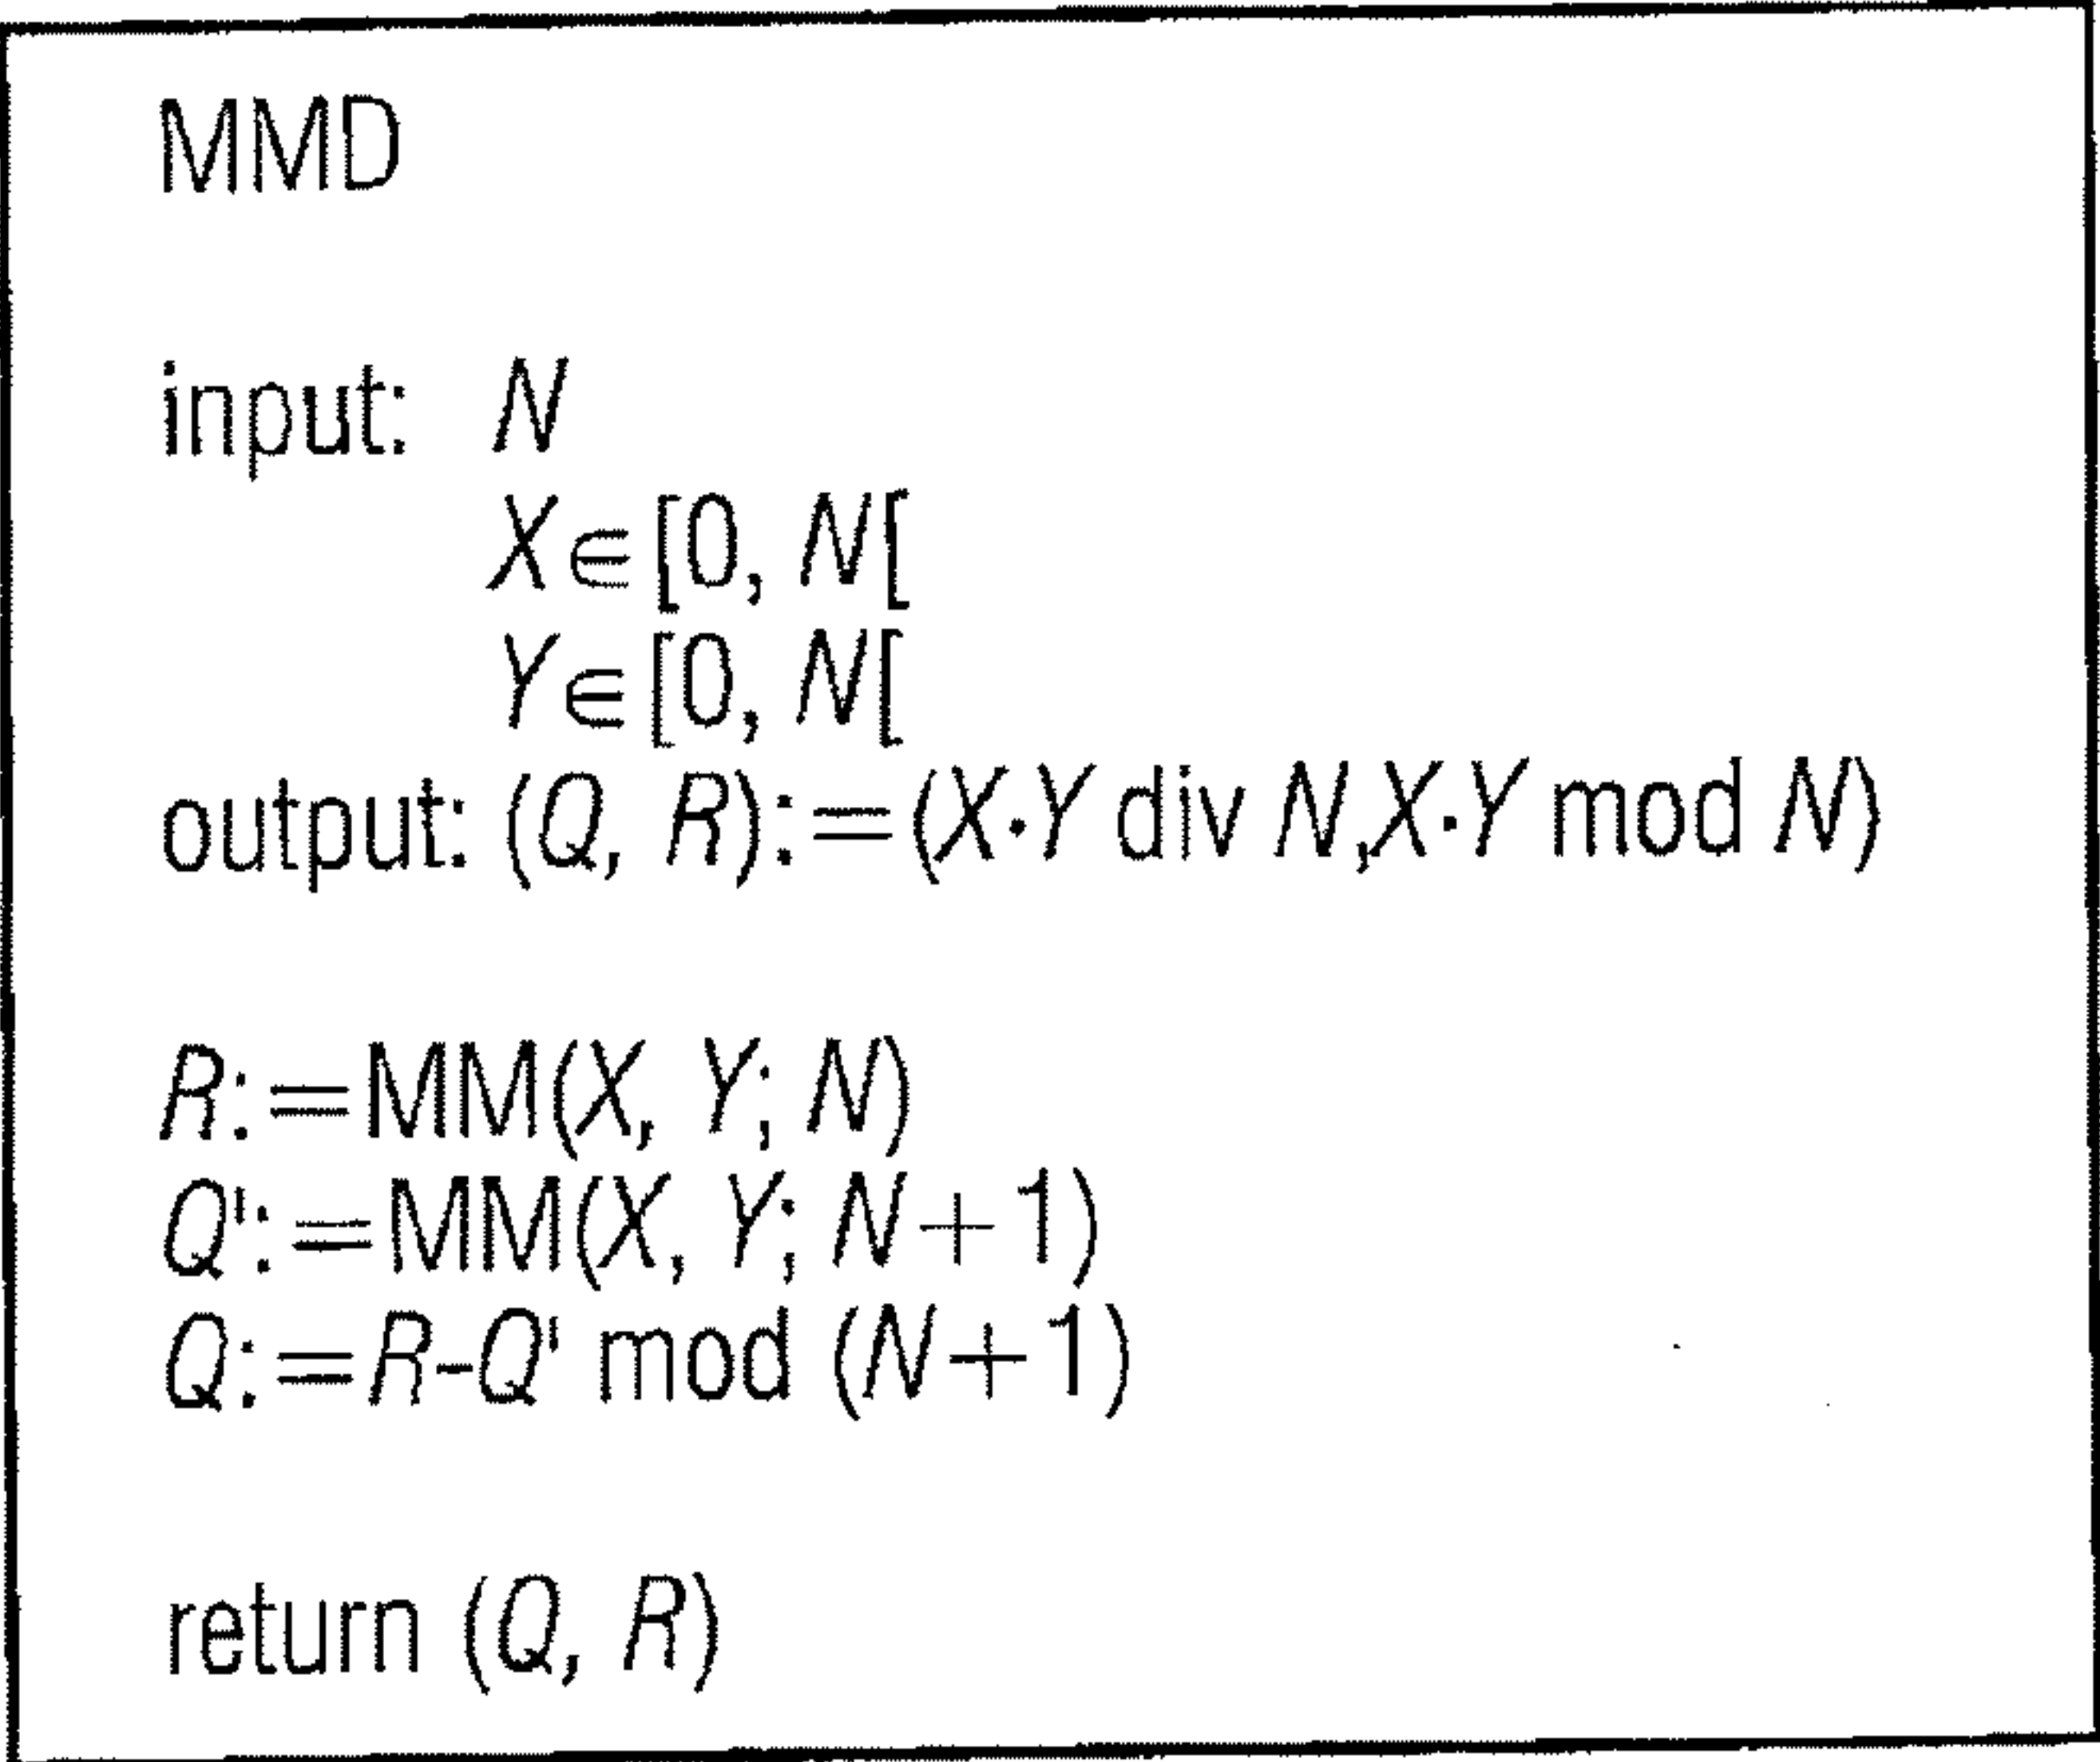 MMD
input: N
X∈[0, N[
Y∈[0, N[
output: (Q, R):=(X·Y div N,X·Y mod N)
R:=MM(X, Y; N)
Q':=MM(X, Y; N+1)
Q:=R-Q' mod (N+1)
return (Q, R)